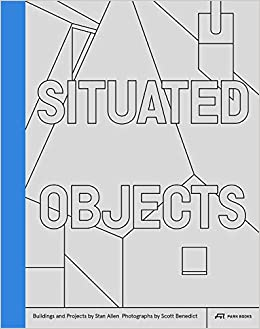 SITUATED
OBJECTS
Buildings and Projects by Stan Allen Photographs by Scott Benedict PARK BOOKS